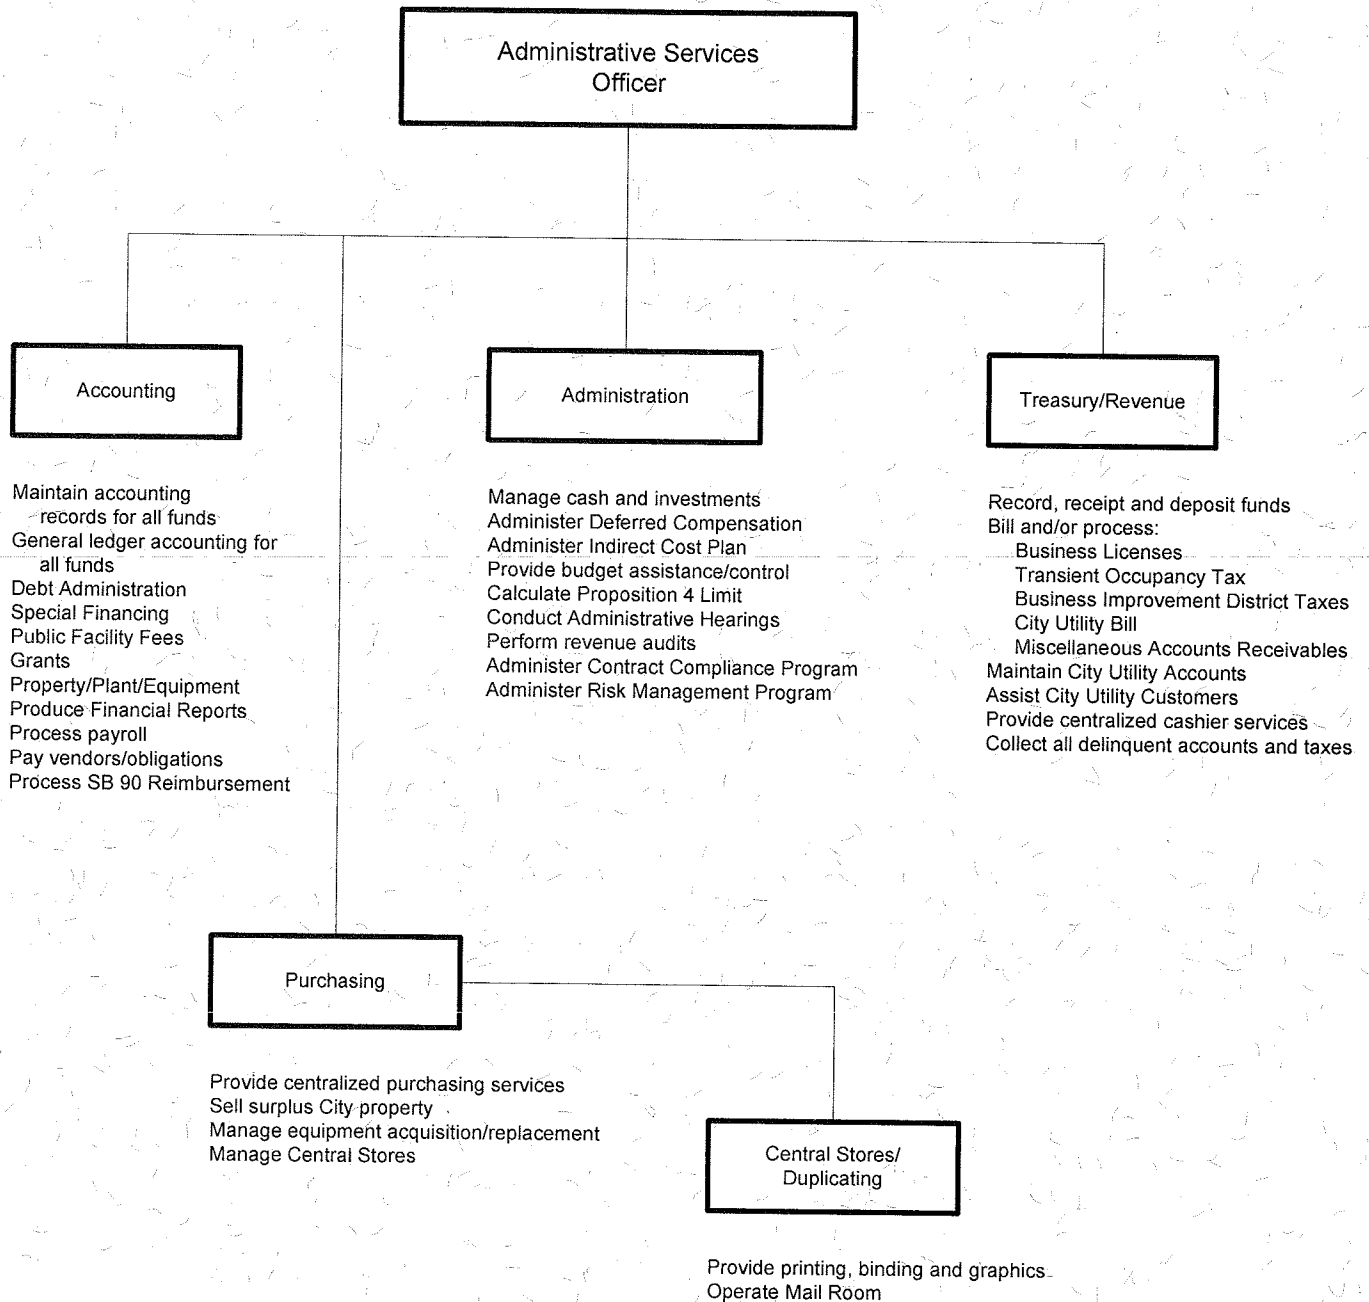 Administrative Services
Officer
Accounting
Maintain accounting
records for all funds
General ledger accounting for
all funds
Debt Administration
Special Financing
Public Facility Fees
Grants
Property/Plant/Equipment
Produce Financial Reports
Process payroll
Pay vendors/obligations
Process SB 90 Reimbursement
Administration
Manage cash and investments
Administer Deferred Compensation
Administer Indirect Cost Plan
Provide budget assistance/control
Calculate Proposition 4 Limit
Conduct Administrative Hearings
Perform revenue audits
Administer Contract Compliance Program
Administer Risk Management Program
Treasury/Revenue
Record, receipt and deposit funds
Bill and/or process:
Business Licenses
Transient Occupancy Tax
Business Improvement District Taxes
City Utility Bill
Miscellaneous Accounts Receivables
Maintain City Utility Accounts
Assist City Utility Customers
Provide centralized cashier services
Collect all delinquent accounts and taxes
Purchasing
Provide centralized purchasing services
Sell surplus City property
Manage equipment acquisition/replacement
Manage Central Stores
Central Stores/
Duplicating
Provide printing, binding and graphics
Operate Mail Room